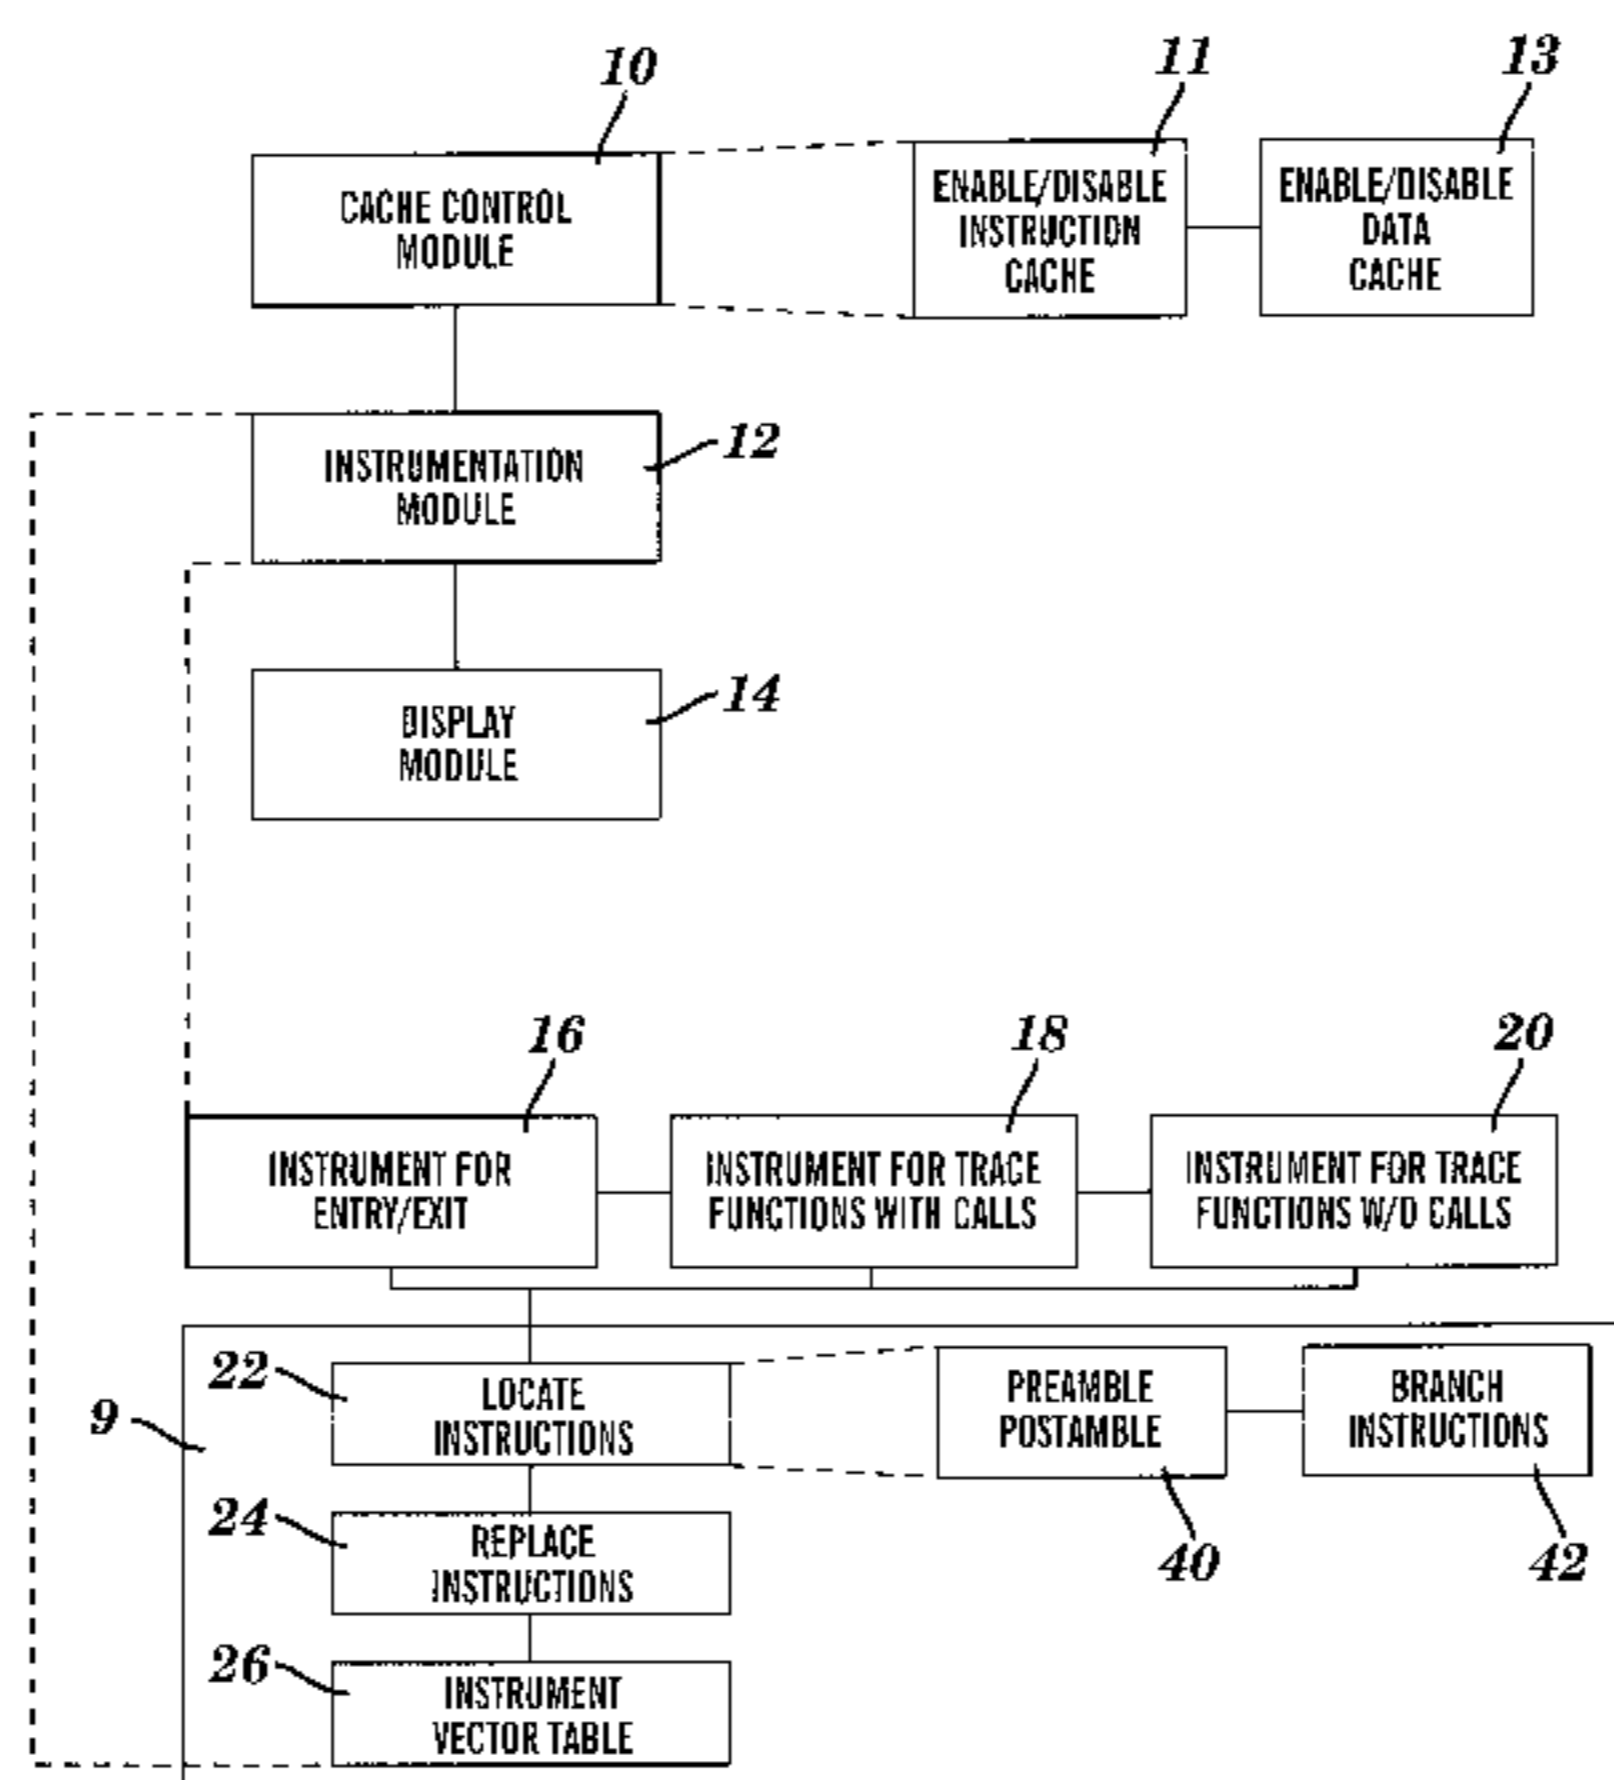 10
11
13
CACHE CONTROL
MODULE
ENABLE/DISABLE
INSTRUCTION
CACHE
ENABLE/DISABLE
DATA
CACHE
INSTRUMENTATION
MODULE
12
DISPLAY
MODULE
14
16
18
20
INSTRUMENT FOR
ENTRY/EXIT
INSTRUMENT FOR TRACE
FUNCTIONS WITH CALLS
INSTRUMENT FOR TRACE
FUNCTIONS W/O CALLS
9
22
LOCATE
INSTRUCTIONS
PREAMBLE
POSTAMBLE
BRANCH
INSTRUCTIONS
24
REPLACE
INSTRUCTIONS
40
42
26
INSTRUMENT
VECTOR TABLE